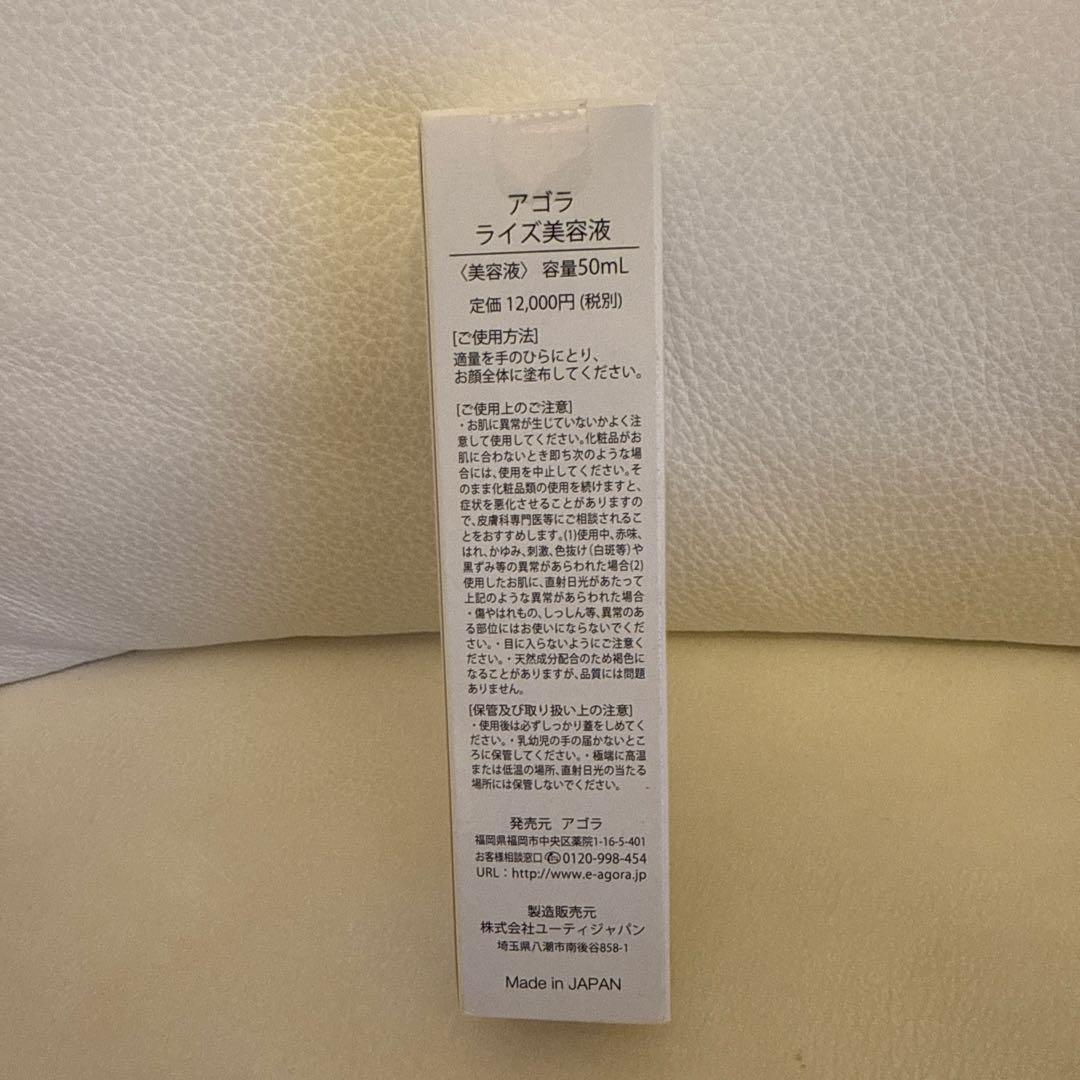 アゴラ
ライズ美容液
〈美容液〉 容量50mL
定価 12,000円 (税別)
[ご使用方法]
適量を手のひらにとり、
お顔全体に塗布してください。
[ご使用上のご注意]
・お肌に異常が生じていないかよく注
意して使用してください。化粧品がお
肌に合わないとき即ち次のような場
合には、使用を中止してください。そ
のまま化粧品類の使用を続けますと、
症状を悪化させることがありますの
で、皮膚科専門医等にご相談されるこ
とをおすすめします。(1)使用中、赤味、
はれ、かゆみ、刺激、色抜け(白斑等)や
黒ずみ等の異常があらわれた場合(2)
使用したお肌に、直射日光があたって
上記のような異常があらわれた場合
・傷やはれもの、しっしん等、異常のあ
る部位にはお使いにならないでくだ
さい。・目に入らないようにご注意く
ださい。・天然成分配合のため褐色に
なることがありますが、品質には問題
ありません。
[保管及び取り扱い上の注意]
・使用後は必ずしっかり蓋をしめてく
ださい。・乳幼児の手の届かないとこ
ろに保管してください。・極端に高温
または低温の場所、直射日光の当たる
場所には保管しないでください。
発売元 アゴラ
福岡県福岡市中央区薬院1-16-5-401
お客様相談窓口 0120-998-454
URL：http://www.e-agora.jp
製造販売元
株式会社ユーティジャパン
埼玉県八潮市南後谷858-1
Made in JAPAN